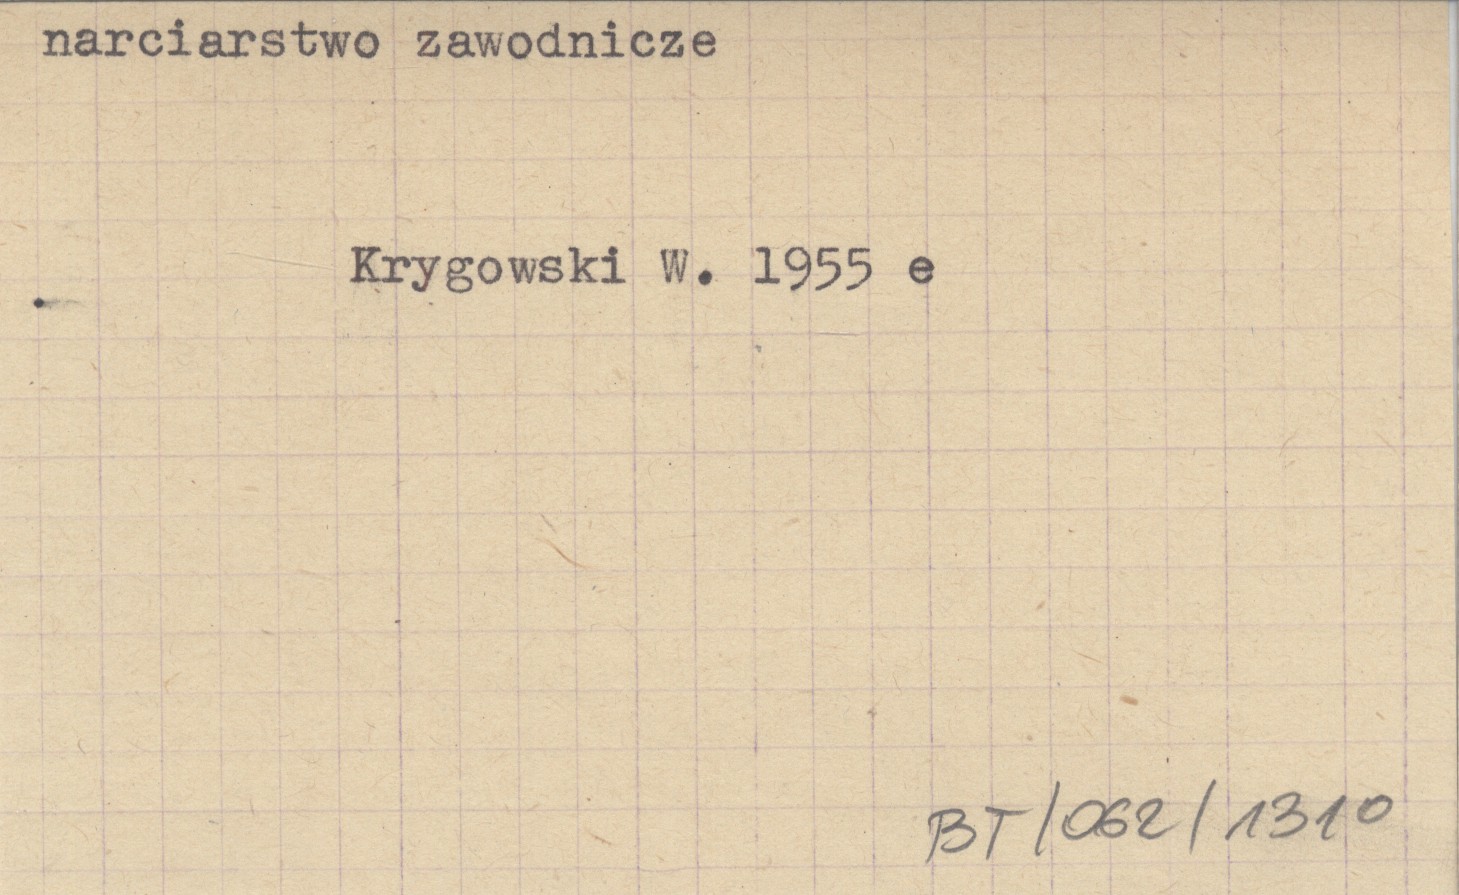 narciarstwo zawodnicze
Krygowski W. 1955 e
BT/062/1310